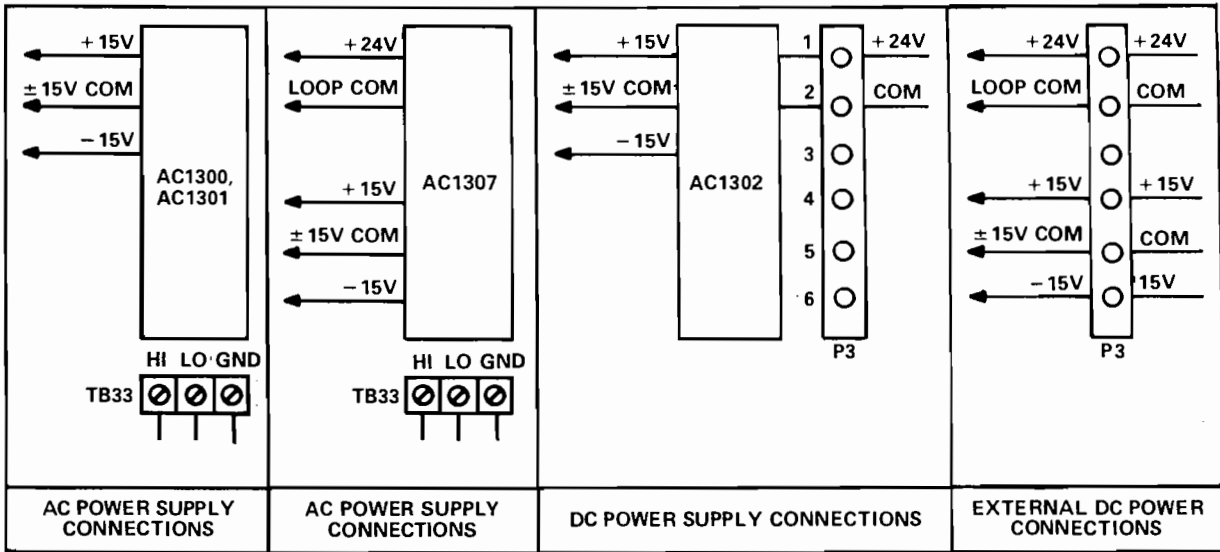 + 15V
± 15V COM
− 15V
AC1300,
AC1301
HI LO GND
TB33
AC POWER SUPPLY
CONNECTIONS
+ 24V
LOOP COM
+ 15V
± 15V COM
− 15V
AC1307
HI LO GND
TB33
AC POWER SUPPLY
CONNECTIONS
+ 15V
± 15V COM
− 15V
AC1302
1
2
3
4
5
6
+ 24V
COM
P3
DC POWER SUPPLY CONNECTIONS
+ 24V + 24V
LOOP COM COM
+ 15V + 15V
± 15V COM COM
− 15V 15V
P3
EXTERNAL DC POWER
CONNECTIONS